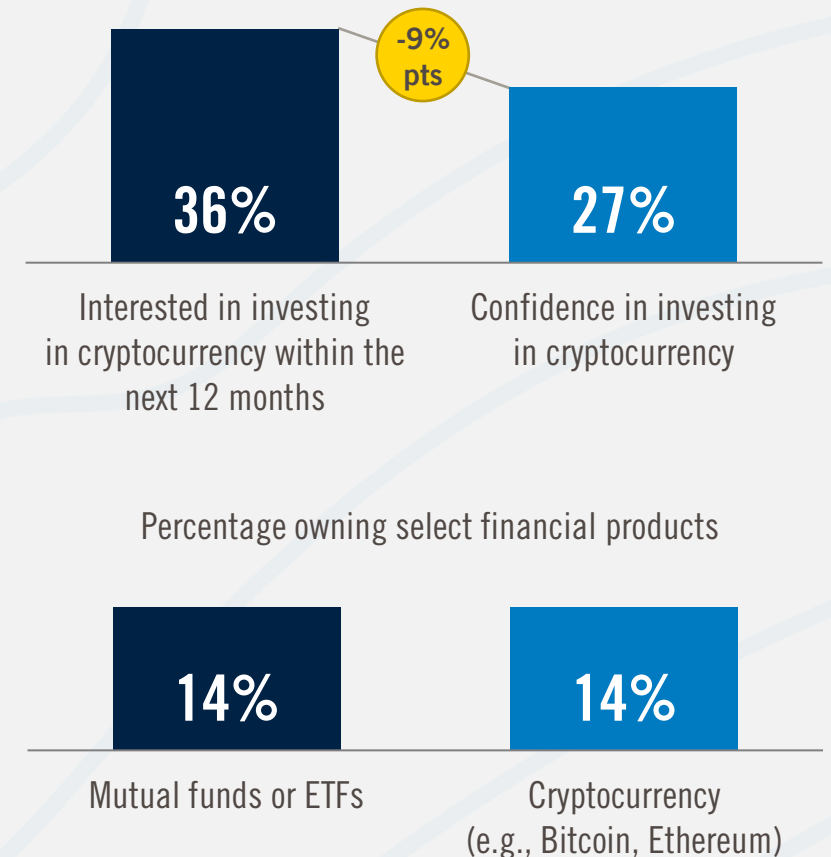 -9%
pts
36%
27%
Interested in investing
in cryptocurrency within the
next 12 months
Confidence in investing
in cryptocurrency
Percentage owning select financial products
14%
14%
Mutual funds or ETFs
Cryptocurrency
(e.g., Bitcoin, Ethereum)